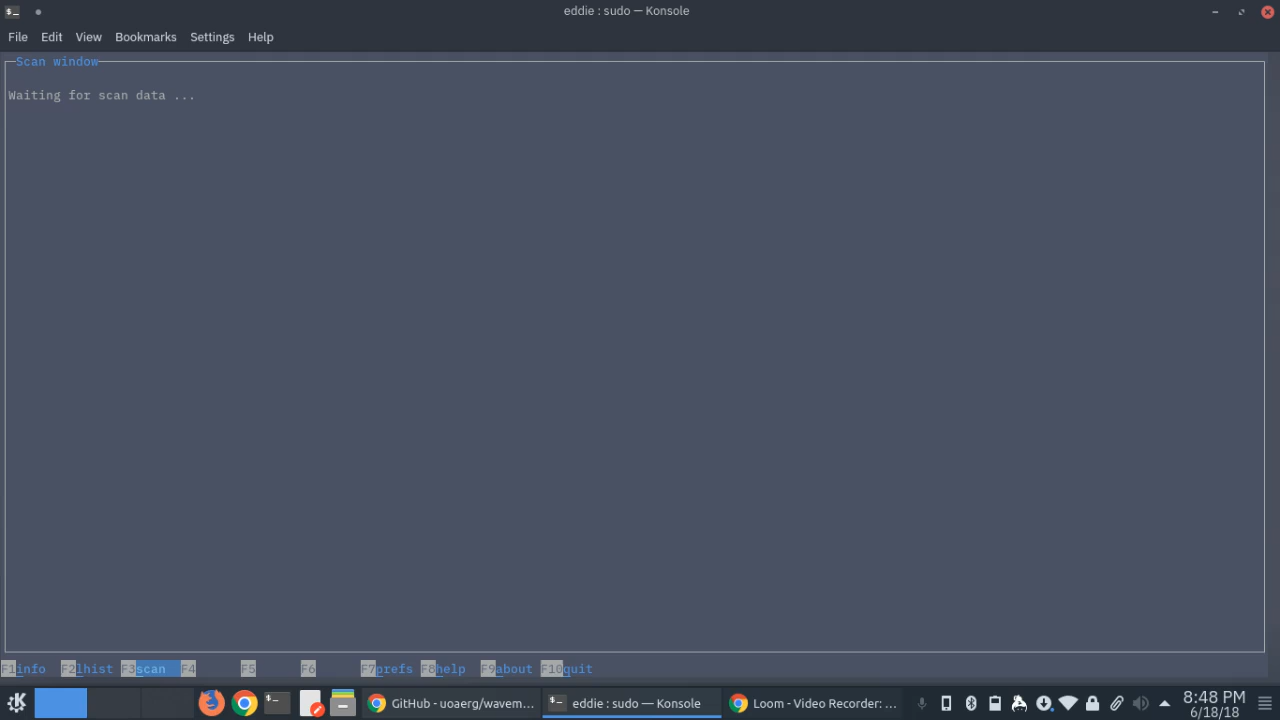 eddie : sudo — Konsole
File Edit View Bookmarks Settings Help
Scan window
Waiting for scan data ...
F1info F2lhist F3scan F4 F5 F6 F7prefs F8help F9about F10quit
GitHub - uoaerg/wavem... eddie : sudo — Konsole Loom - Video Recorder: ... 8:48 PM
6/18/18